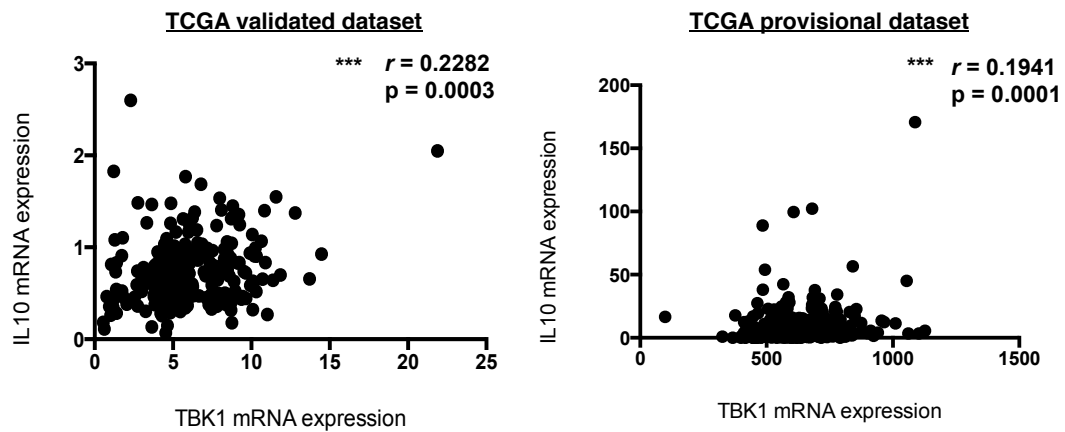 TCGA validated dataset
*** r = 0.2282
p = 0.0003
IL10 mRNA expression
3
2
1
0
0 5 10 15 20 25
TBK1 mRNA expression
TCGA provisional dataset
*** r = 0.1941
p = 0.0001
IL10 mRNA expression
200
150
100
50
0
0 500 1000 1500
TBK1 mRNA expression